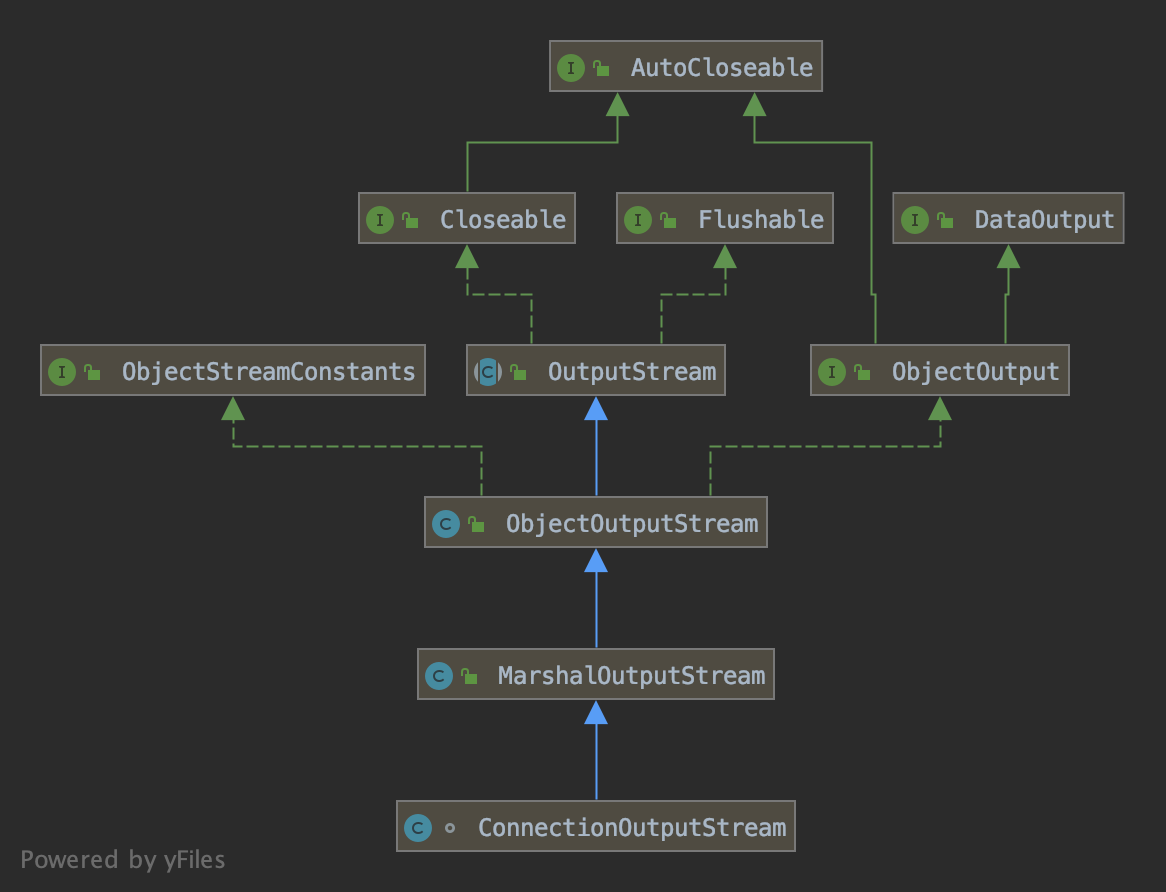 I AutoCloseable
I Closeable
I Flushable
I DataOutput
I ObjectStreamConstants
C OutputStream
I ObjectOutput
C ObjectOutputStream
C MarshalOutputStream
C ConnectionOutputStream
Powered by yFiles